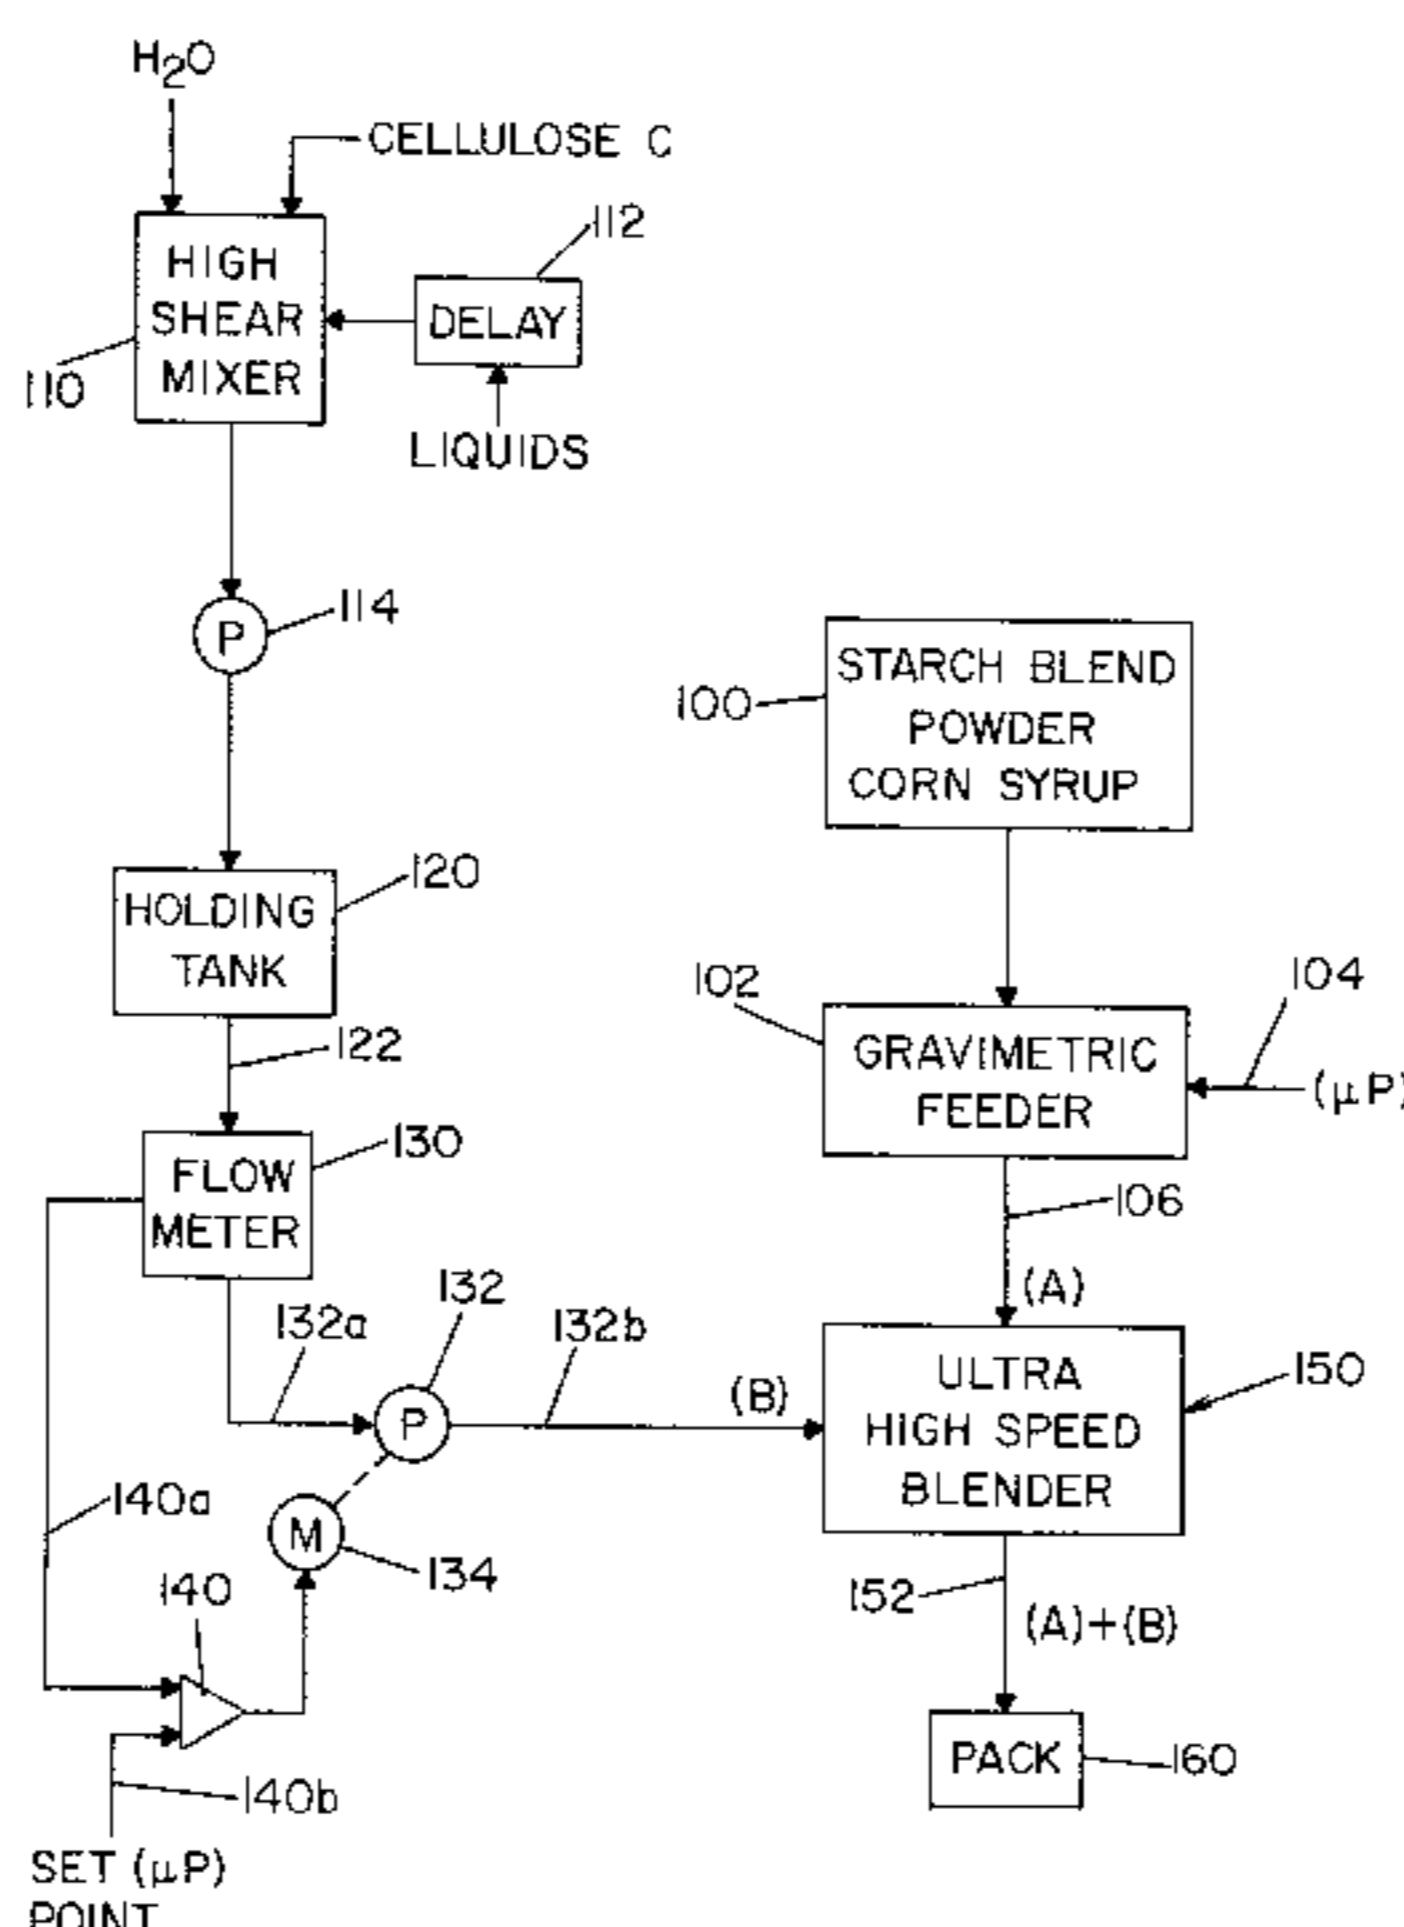 H2O
CELLULOSE C
112
HIGH
SHEAR
MIXER
DELAY
110
LIQUIDS
P
114
STARCH BLEND
POWDER
CORN SYRUP
100
HOLDING
TANK
120
102
104
122
GRAVIMETRIC
FEEDER
(μP)
FLOW
METER
130
106
(A)
132
132a
132b
(B)
P
ULTRA
HIGH SPEED
BLENDER
150
140a
M
134
140
152
(A)+(B)
PACK
160
140b
SET (μP)
POINT